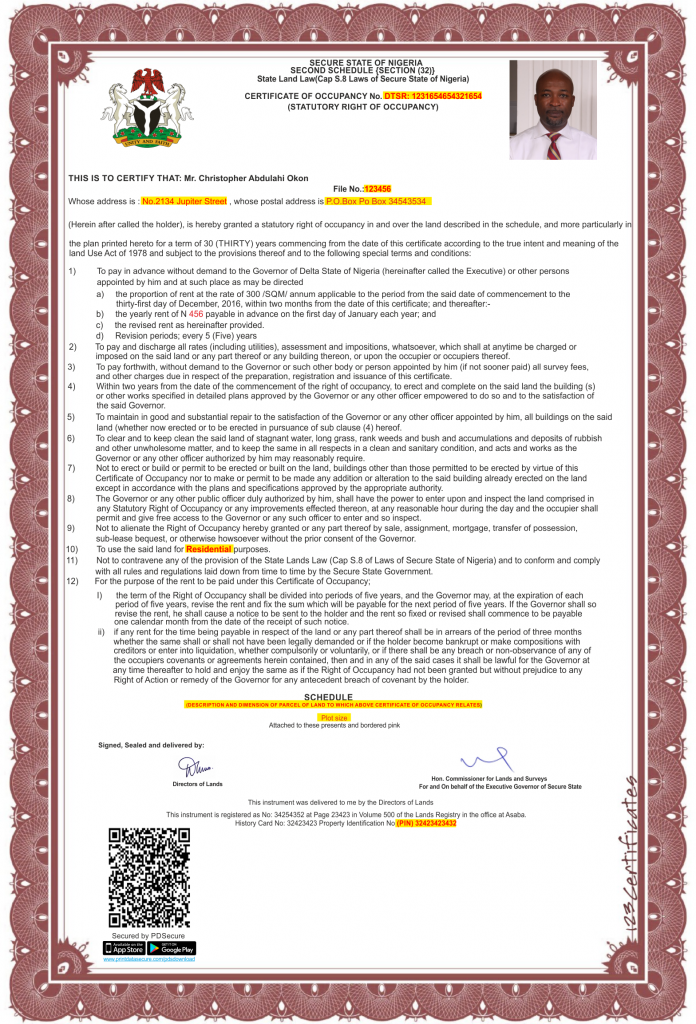 SECURE STATE OF NIGERIA
SECOND SCHEDULE {SECTION (32)}
State Land Law(Cap S.8 Laws of Secure State of Nigeria)
CERTIFICATE OF OCCUPANCY No. DTSR: 1231654654321654
(STATUTORY RIGHT OF OCCUPANCY)
UNITY AND FAITH
THIS IS TO CERTIFY THAT: Mr. Christopher Abdulahi Okon
File No.:123456
Whose address is : No.2134 Jupiter Street , whose postal address is P.O.Box Po Box 34543534
(Herein after called the holder), is hereby granted a statutory right of occupancy in and over the land described in the schedule, and more particularly in
the plan printed hereto for a term of 30 (THIRTY) years commencing from the date of this certificate according to the true intent and meaning of the
land Use Act of 1978 and subject to the provisions thereof and to the following special terms and conditions:
1) To pay in advance without demand to the Governor of Delta State of Nigeria (hereinafter called the Executive) or other persons
appointed by him and at such place as may be directed
a) the proportion of rent at the rate of 300 /SQM/ annum applicable to the period from the said date of commencement to the
thirty-first day of December, 2016, within two months from the date of this certificate; and thereafter:-
b) the yearly rent of N 456 payable in advance on the first day of January each year; and
c) the revised rent as hereinafter provided.
d) Revision periods; every 5 (Five) years
2) To pay and discharge all rates (including utilities), assessment and impositions, whatsoever, which shall at anytime be charged or
imposed on the said land or any part thereof or any building thereon, or upon the occupier or occupiers thereof.
3) To pay forthwith, without demand to the Governor or such other body or person appointed by him (if not sooner paid) all survey fees,
and other charges due in respect of the preparation, registration and issuance of this certificate.
4) Within two years from the date of the commencement of the right of occupancy, to erect and complete on the said land the building (s)
or other works specified in detailed plans approved by the Governor or any other officer empowered to do so and to the satisfaction of
the said Governor.
5) To maintain in good and substantial repair to the satisfaction of the Governor or any other officer appointed by him, all buildings on the said
land (whether now erected or to be erected in pursuance of sub clause (4) hereof.
6) To clear and to keep clean the said land of stagnant water, long grass, rank weeds and bush and accumulations and deposits of rubbish
and other unwholesome matter, and to keep the same in all respects in a clean and sanitary condition, and acts and works as the
Governor or any other officer authorized by him may reasonably require.
7) Not to erect or build or permit to be erected or built on the land, buildings other than those permitted to be erected by virtue of this
Certificate of Occupancy nor to make or permit to be made any addition or alteration to the said building already erected on the land
except in accordance with the plans and specifications approved by the appropriate authority.
8) The Governor or any other public officer duly authorized by him, shall have the power to enter upon and inspect the land comprised in
any Statutory Right of Occupancy or any improvements effected thereon, at any reasonable hour during the day and the occupier shall
permit and give free access to the Governor or any such officer to enter and so inspect.
9) Not to alienate the Right of Occupancy hereby granted or any part thereof by sale, assignment, mortgage, transfer of possession,
sub-lease bequest, or otherwise howsoever without the prior consent of the Governor.
10) To use the said land for Residential purposes.
11) Not to contravene any of the provision of the State Lands Law (Cap S.8 of Laws of Secure State of Nigeria) and to conform and comply
with all rules and regulations laid down from time to time by the Secure State Government.
12) For the purpose of the rent to be paid under this Certificate of Occupancy;
I) the term of the Right of Occupancy shall be divided into periods of five years, and the Governor may, at the expiration of each
period of five years, revise the rent and fix the sum which will be payable for the next period of five years. If the Governor shall so
revise the rent, he shall cause a notice to be sent to the holder and the rent so fixed or revised shall commence to be payable
one calendar month from the date of the receipt of such notice.
ii) if any rent for the time being payable in respect of the land or any part thereof shall be in arrears of the period of three months
whether the same shall or shall not have been legally demanded or if the holder become bankrupt or make compositions with
creditors or enter into liquidation, whether compulsorily or voluntarily, or if there shall be any breach or non-observance of any of
the occupiers covenants or agreements herein contained, then and in any of the said cases it shall be lawful for the Governor at
any time thereafter to hold and enjoy the same as if the Right of Occupancy had not been granted but without prejudice to any
Right of Action or remedy of the Governor for any antecedent breach of covenant by the holder.
SCHEDULE
(DESCRIPTION AND DIMENSION OF PARCEL OF LAND TO WHICH ABOVE CERTIFICATE OF OCCUPANCY RELATES)
Plot size
Attached to these presents and bordered pink
Signed, Sealed and delivered by:
Directors of Lands
Hon. Commissioner for Lands and Surveys
For and On behalf of the Executive Governor of Secure State
This instrument was delivered to me by the Directors of Lands
This instrument is registered as No: 34254352 at Page 23423 in Volume 500 of the Lands Registry in the office at Asaba.
History Card No: 32423423 Property Identification No (PIN) 32423423432
Secured by PDSecure
Available on the App Store
GET IT ON Google Play
www.printdatasecure.com/pdsdownload
123 Certificates